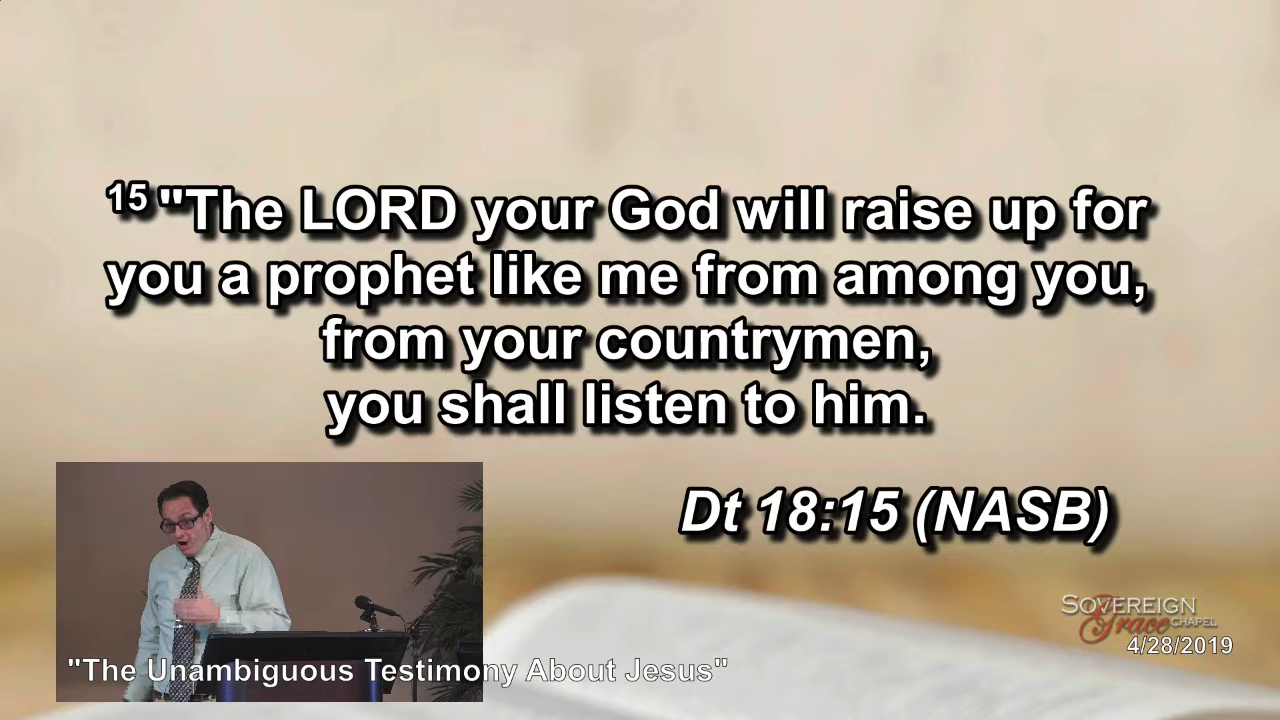 15 "The LORD your God will raise up for
you a prophet like me from among you,
from your countrymen,
you shall listen to him.
Dt 18:15 (NASB)
SOVEREIGN
Grace CHAPEL
4/28/2019
"The Unambiguous Testimony About Jesus"